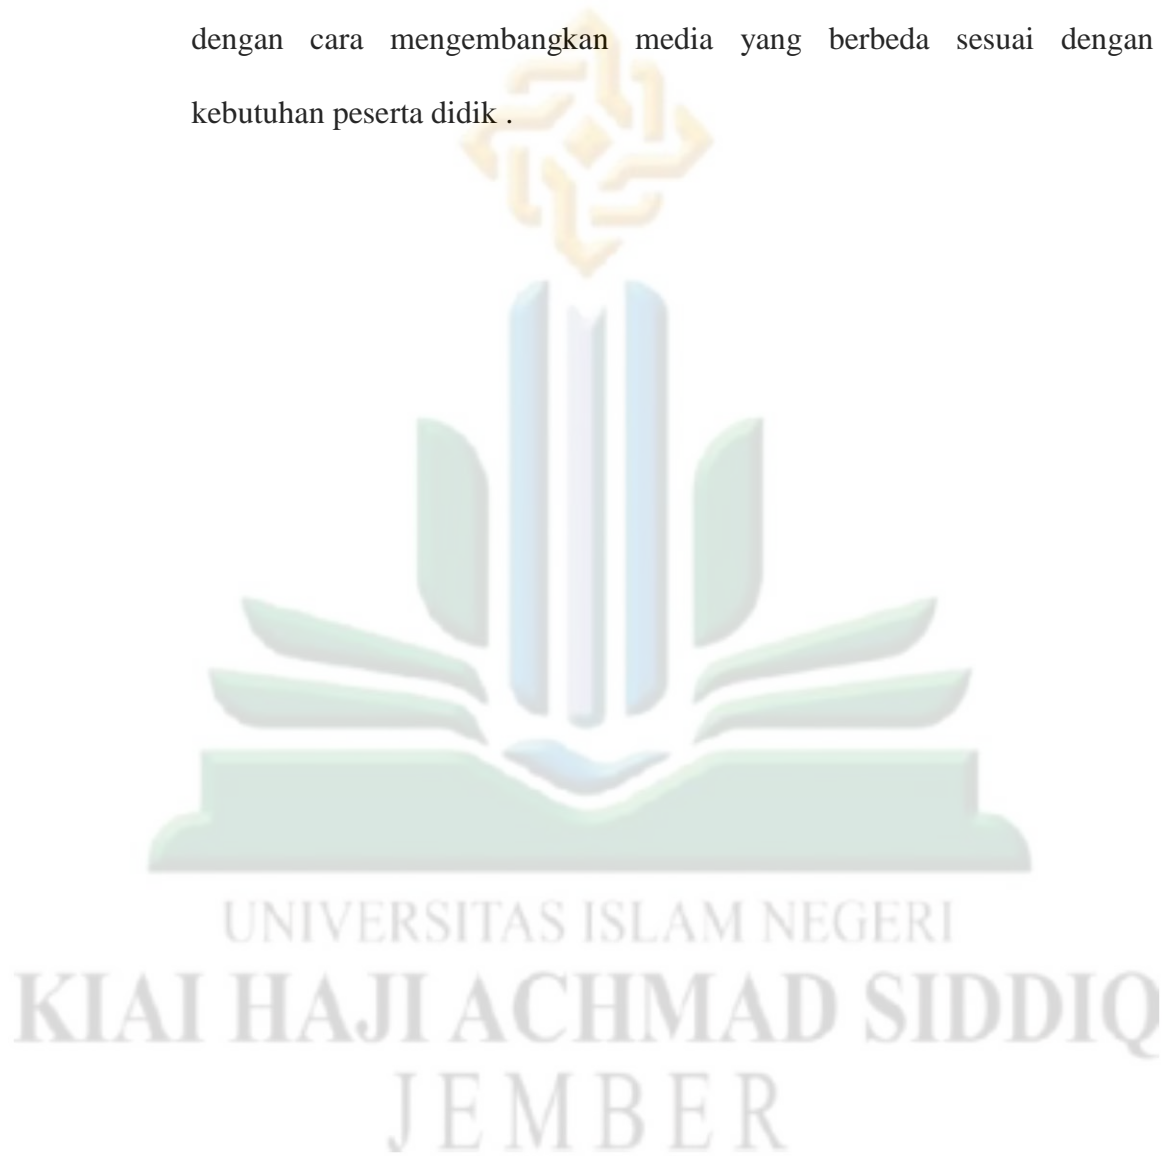 dengan cara mengembangkan media yang berbeda sesuai dengan
kebutuhan peserta didik .
UNIVERSITAS ISLAM NEGERI
KIAI HAJI ACHMAD SIDDIQ
JEMBER